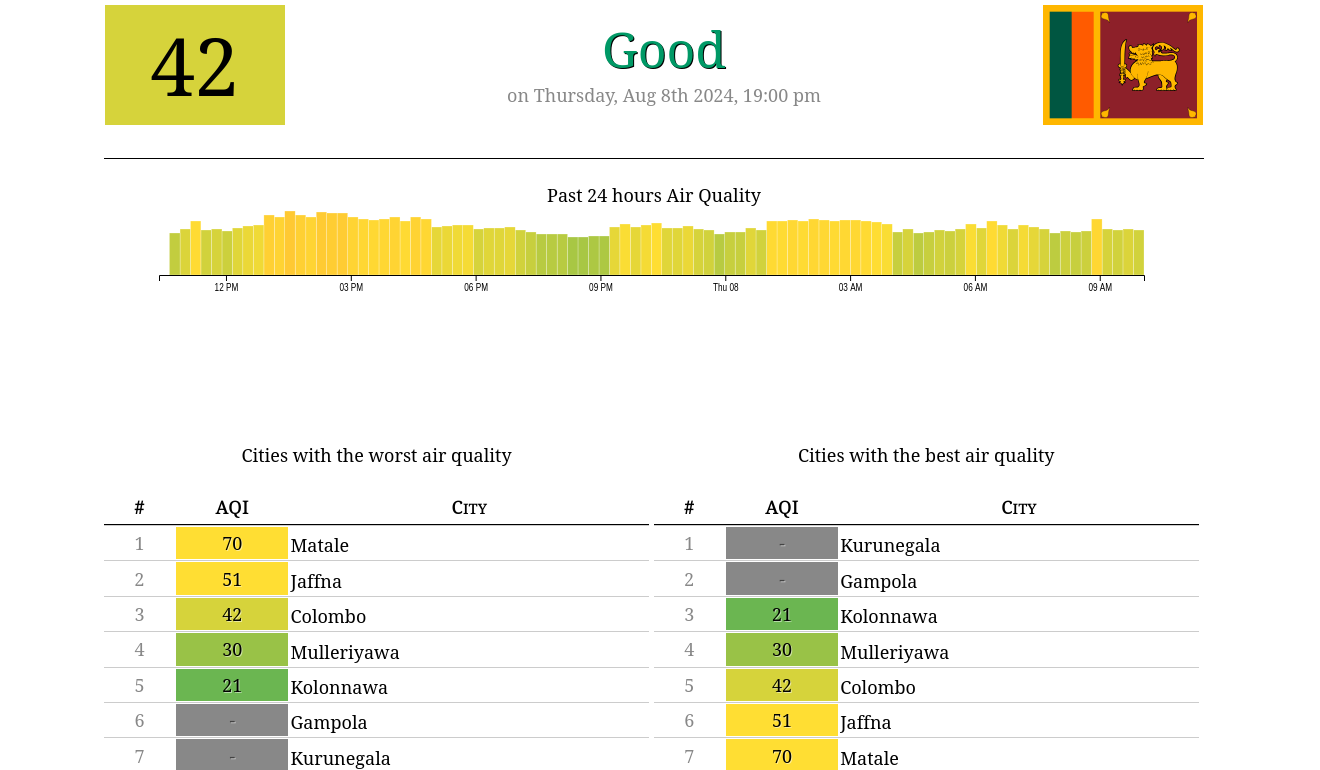 42
Good
on Thursday, Aug 8th 2024, 19:00 pm
Past 24 hours Air Quality
12 PM 03 PM 06 PM 09 PM Thu 08 03 AM 06 AM 09 AM
Cities with the worst air quality
# AQI City
1 70 Matale
2 51 Jaffna
3 42 Colombo
4 30 Mulleriyawa
5 21 Kolonnawa
6 - Gampola
7 - Kurunegala
Cities with the best air quality
# AQI City
1 - Kurunegala
2 - Gampola
3 21 Kolonnawa
4 30 Mulleriyawa
5 42 Colombo
6 51 Jaffna
7 70 Matale